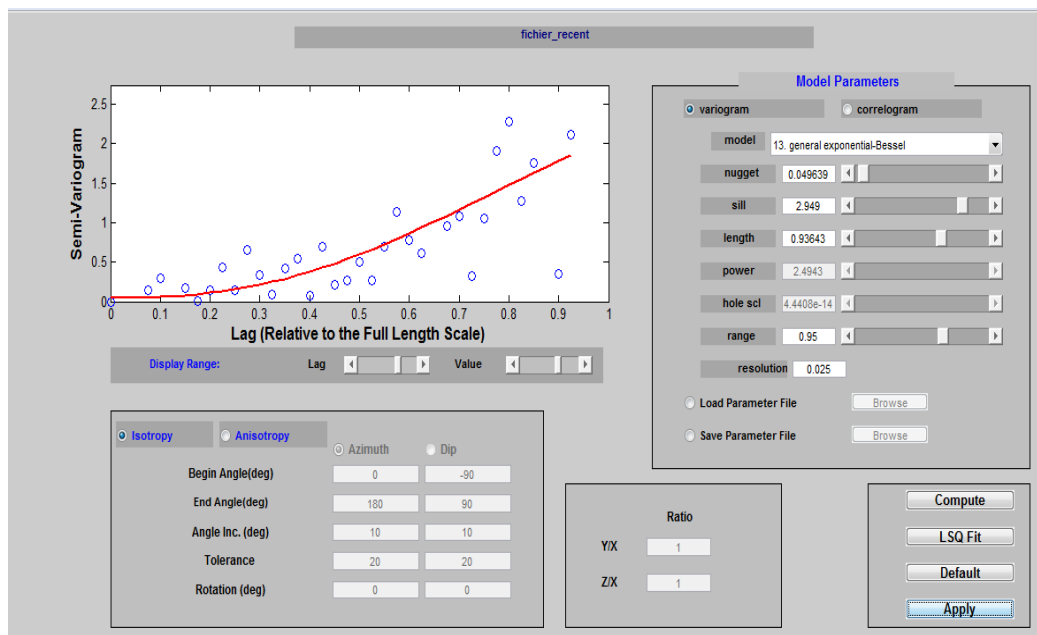 fichier_recent
2.5
2
1.5
1
0.5
0
Semi-Variogram
0 0.1 0.2 0.3 0.4 0.5 0.6 0.7 0.8 0.9 1
Lag (Relative to the Full Length Scale)
Display Range: Lag Value
Model Parameters
variogram correlogram
model 13. general exponential-Bessel
nugget 0.049639
sill 2.949
length 0.93643
power 2.4943
hole scl 4.4408e-14
range 0.95
resolution 0.025
Load Parameter File Browse
Save Parameter File Browse
Isotropy Anisotropy
Azimuth Dip
Begin Angle(deg) 0 -90
End Angle(deg) 180 90
Angle Inc. (deg) 10 10
Tolerance 20 20
Rotation (deg) 0 0
Ratio
Y/X 1
Z/X 1
Compute
LSQ Fit
Default
Apply